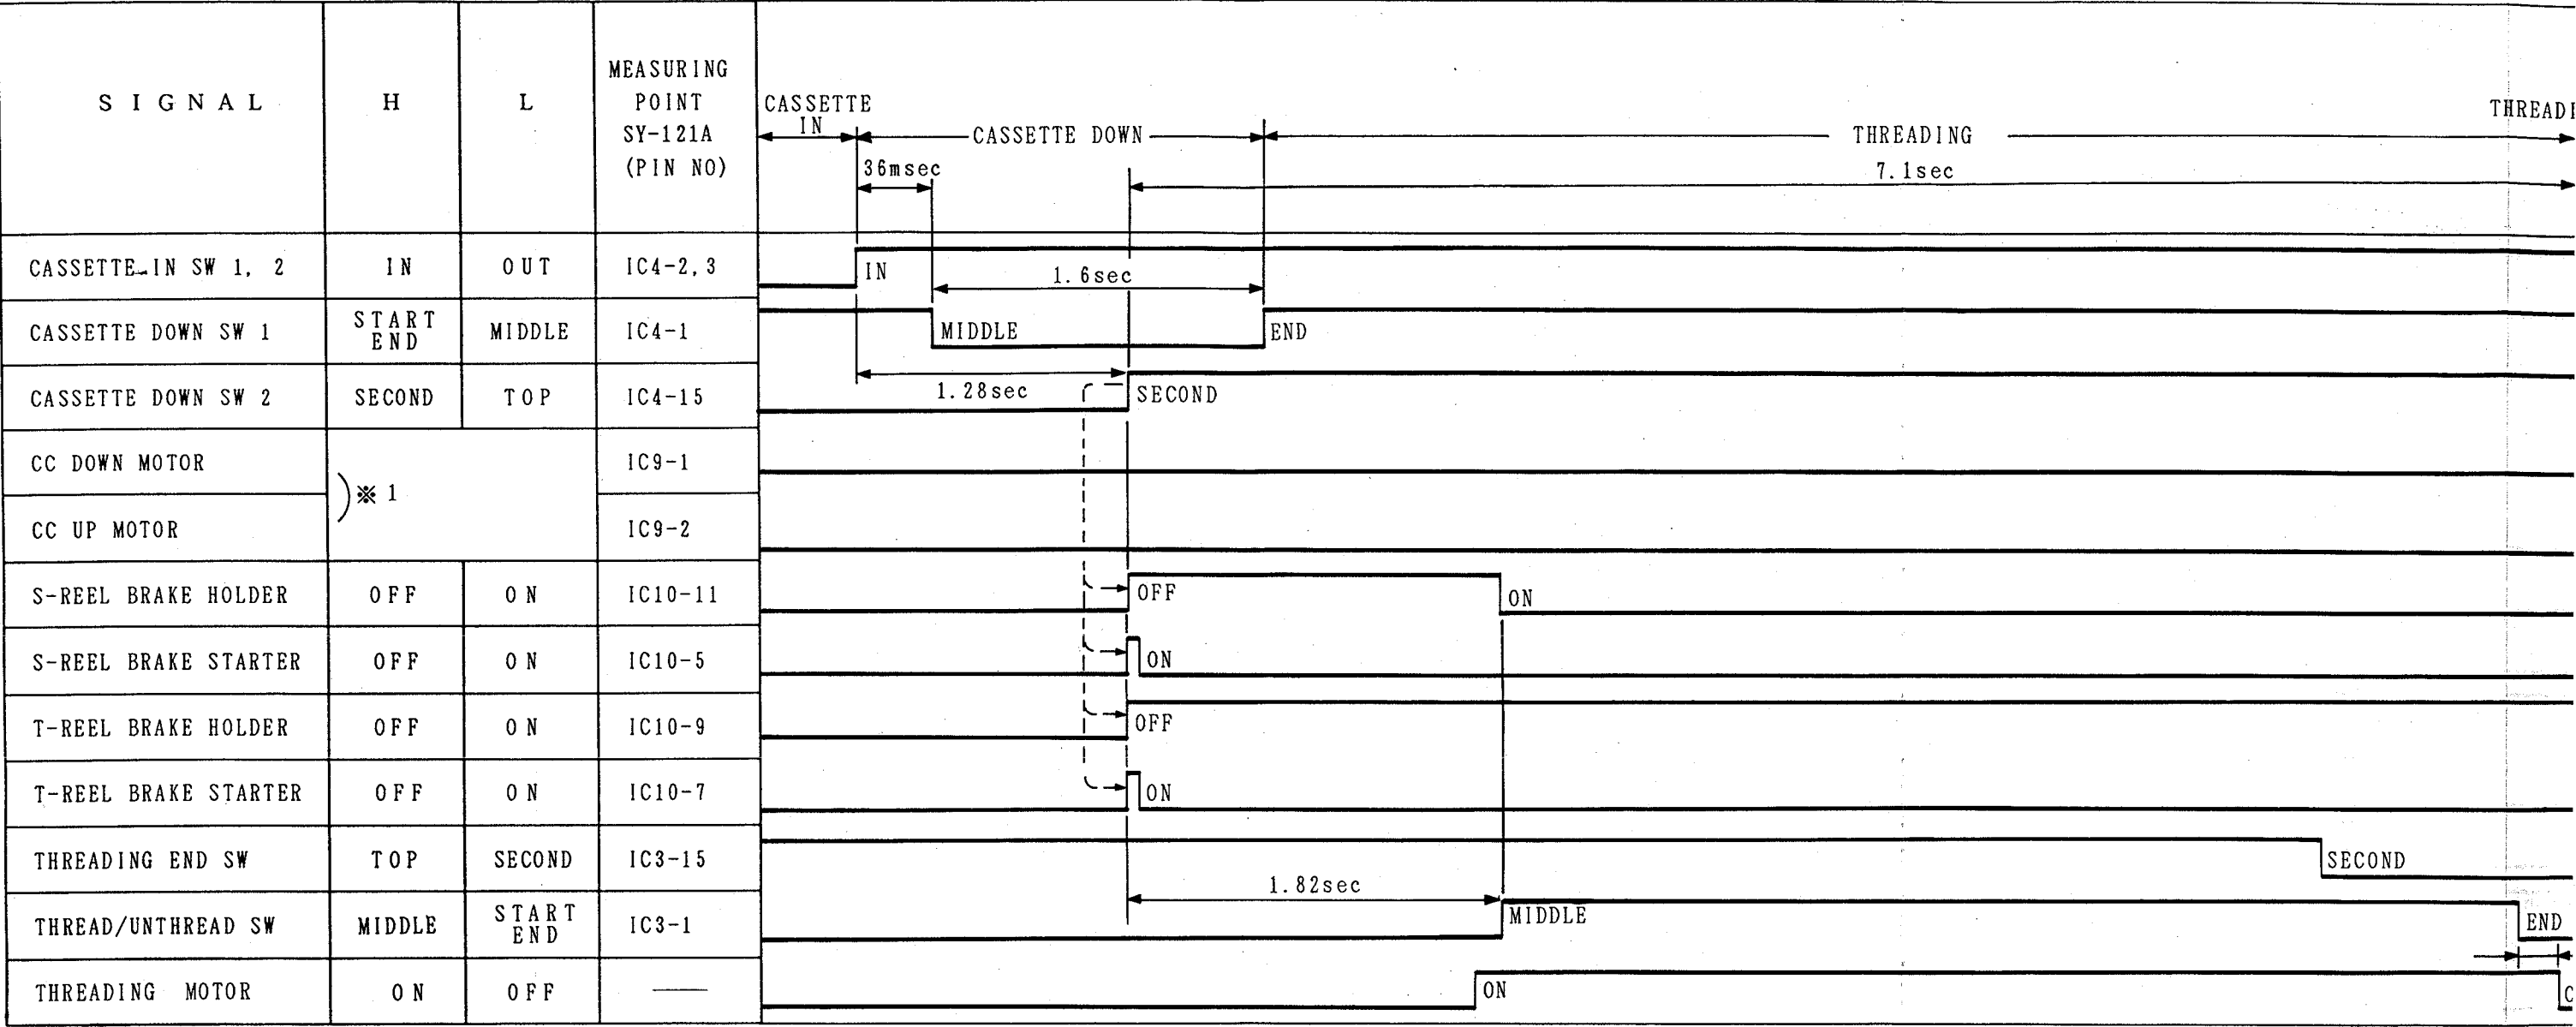 SIGNAL H L MEASURING POINT SY-121A (PIN NO)
CASSETTE IN
CASSETTE DOWN
THREADING
THREADI
36msec
7.1sec
CASSETTE IN SW 1, 2 IN OUT IC4-2,3
IN
1.6sec
CASSETTE DOWN SW 1 START END MIDDLE IC4-1
MIDDLE
END
CASSETTE DOWN SW 2 SECOND TOP IC4-15
1.28sec
SECOND
CC DOWN MOTOR IC9-1
)※1
CC UP MOTOR IC9-2
S-REEL BRAKE HOLDER OFF ON IC10-11
OFF
ON
S-REEL BRAKE STARTER OFF ON IC10-5
ON
T-REEL BRAKE HOLDER OFF ON IC10-9
OFF
T-REEL BRAKE STARTER OFF ON IC10-7
ON
THREADING END SW TOP SECOND IC3-15
SECOND
1.82sec
THREAD/UNTHREAD SW MIDDLE START END IC3-1
MIDDLE
END
THREADING MOTOR ON OFF ——
ON